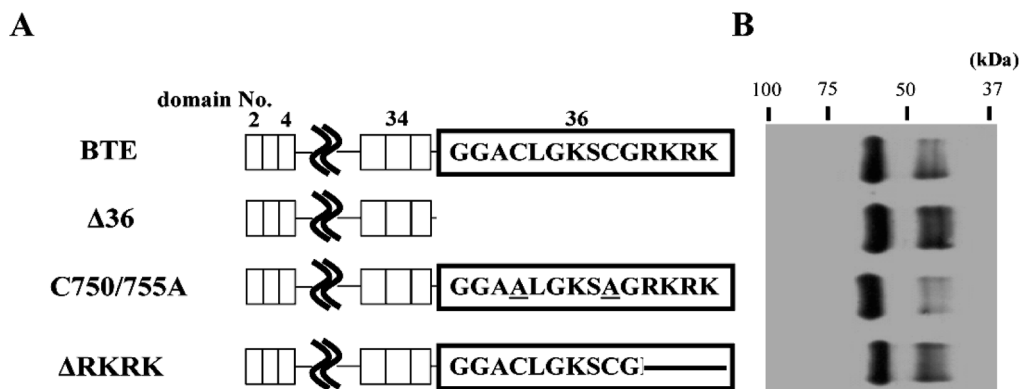 A B
(kDa)
100 75 50 37
domain No.
2 4 34 36
BTE GGACLGKSCGRKRK
Δ36
C750/755A GGAALGKSAGRKRK
ΔRKRK GGACLGKSCG